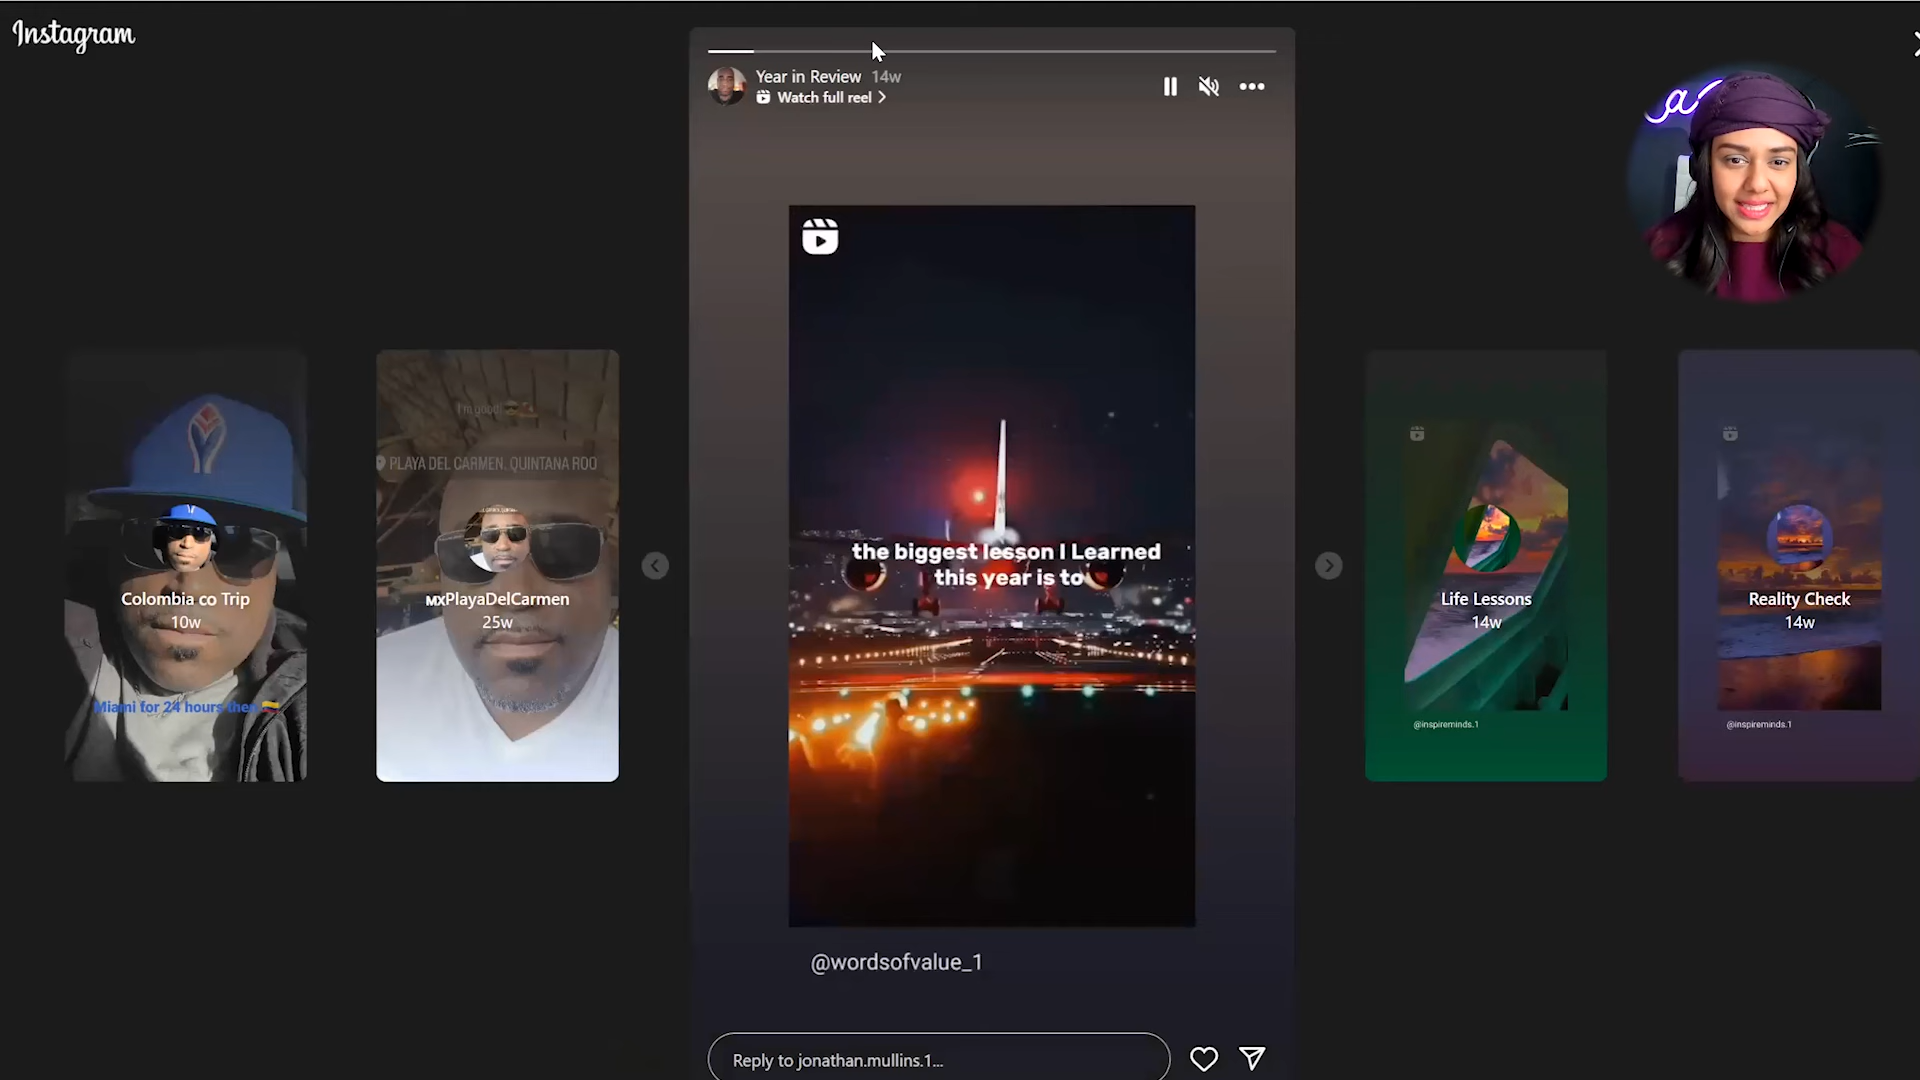 Instagram
Year in Review 14w
Watch full reel
the biggest lesson I Learned
this year is to
@wordsofvalue_1
Reply to jonathan.mullins.1...
Colombia co Trip
10w
Miami for 24 hours then
I'm good!
PLAYA DEL CARMEN, QUINTANA ROO
MXPlayaDelCarmen
25w
Life Lessons
14w
@inspireminds.1
Reality Check
14w
@inspireminds.1